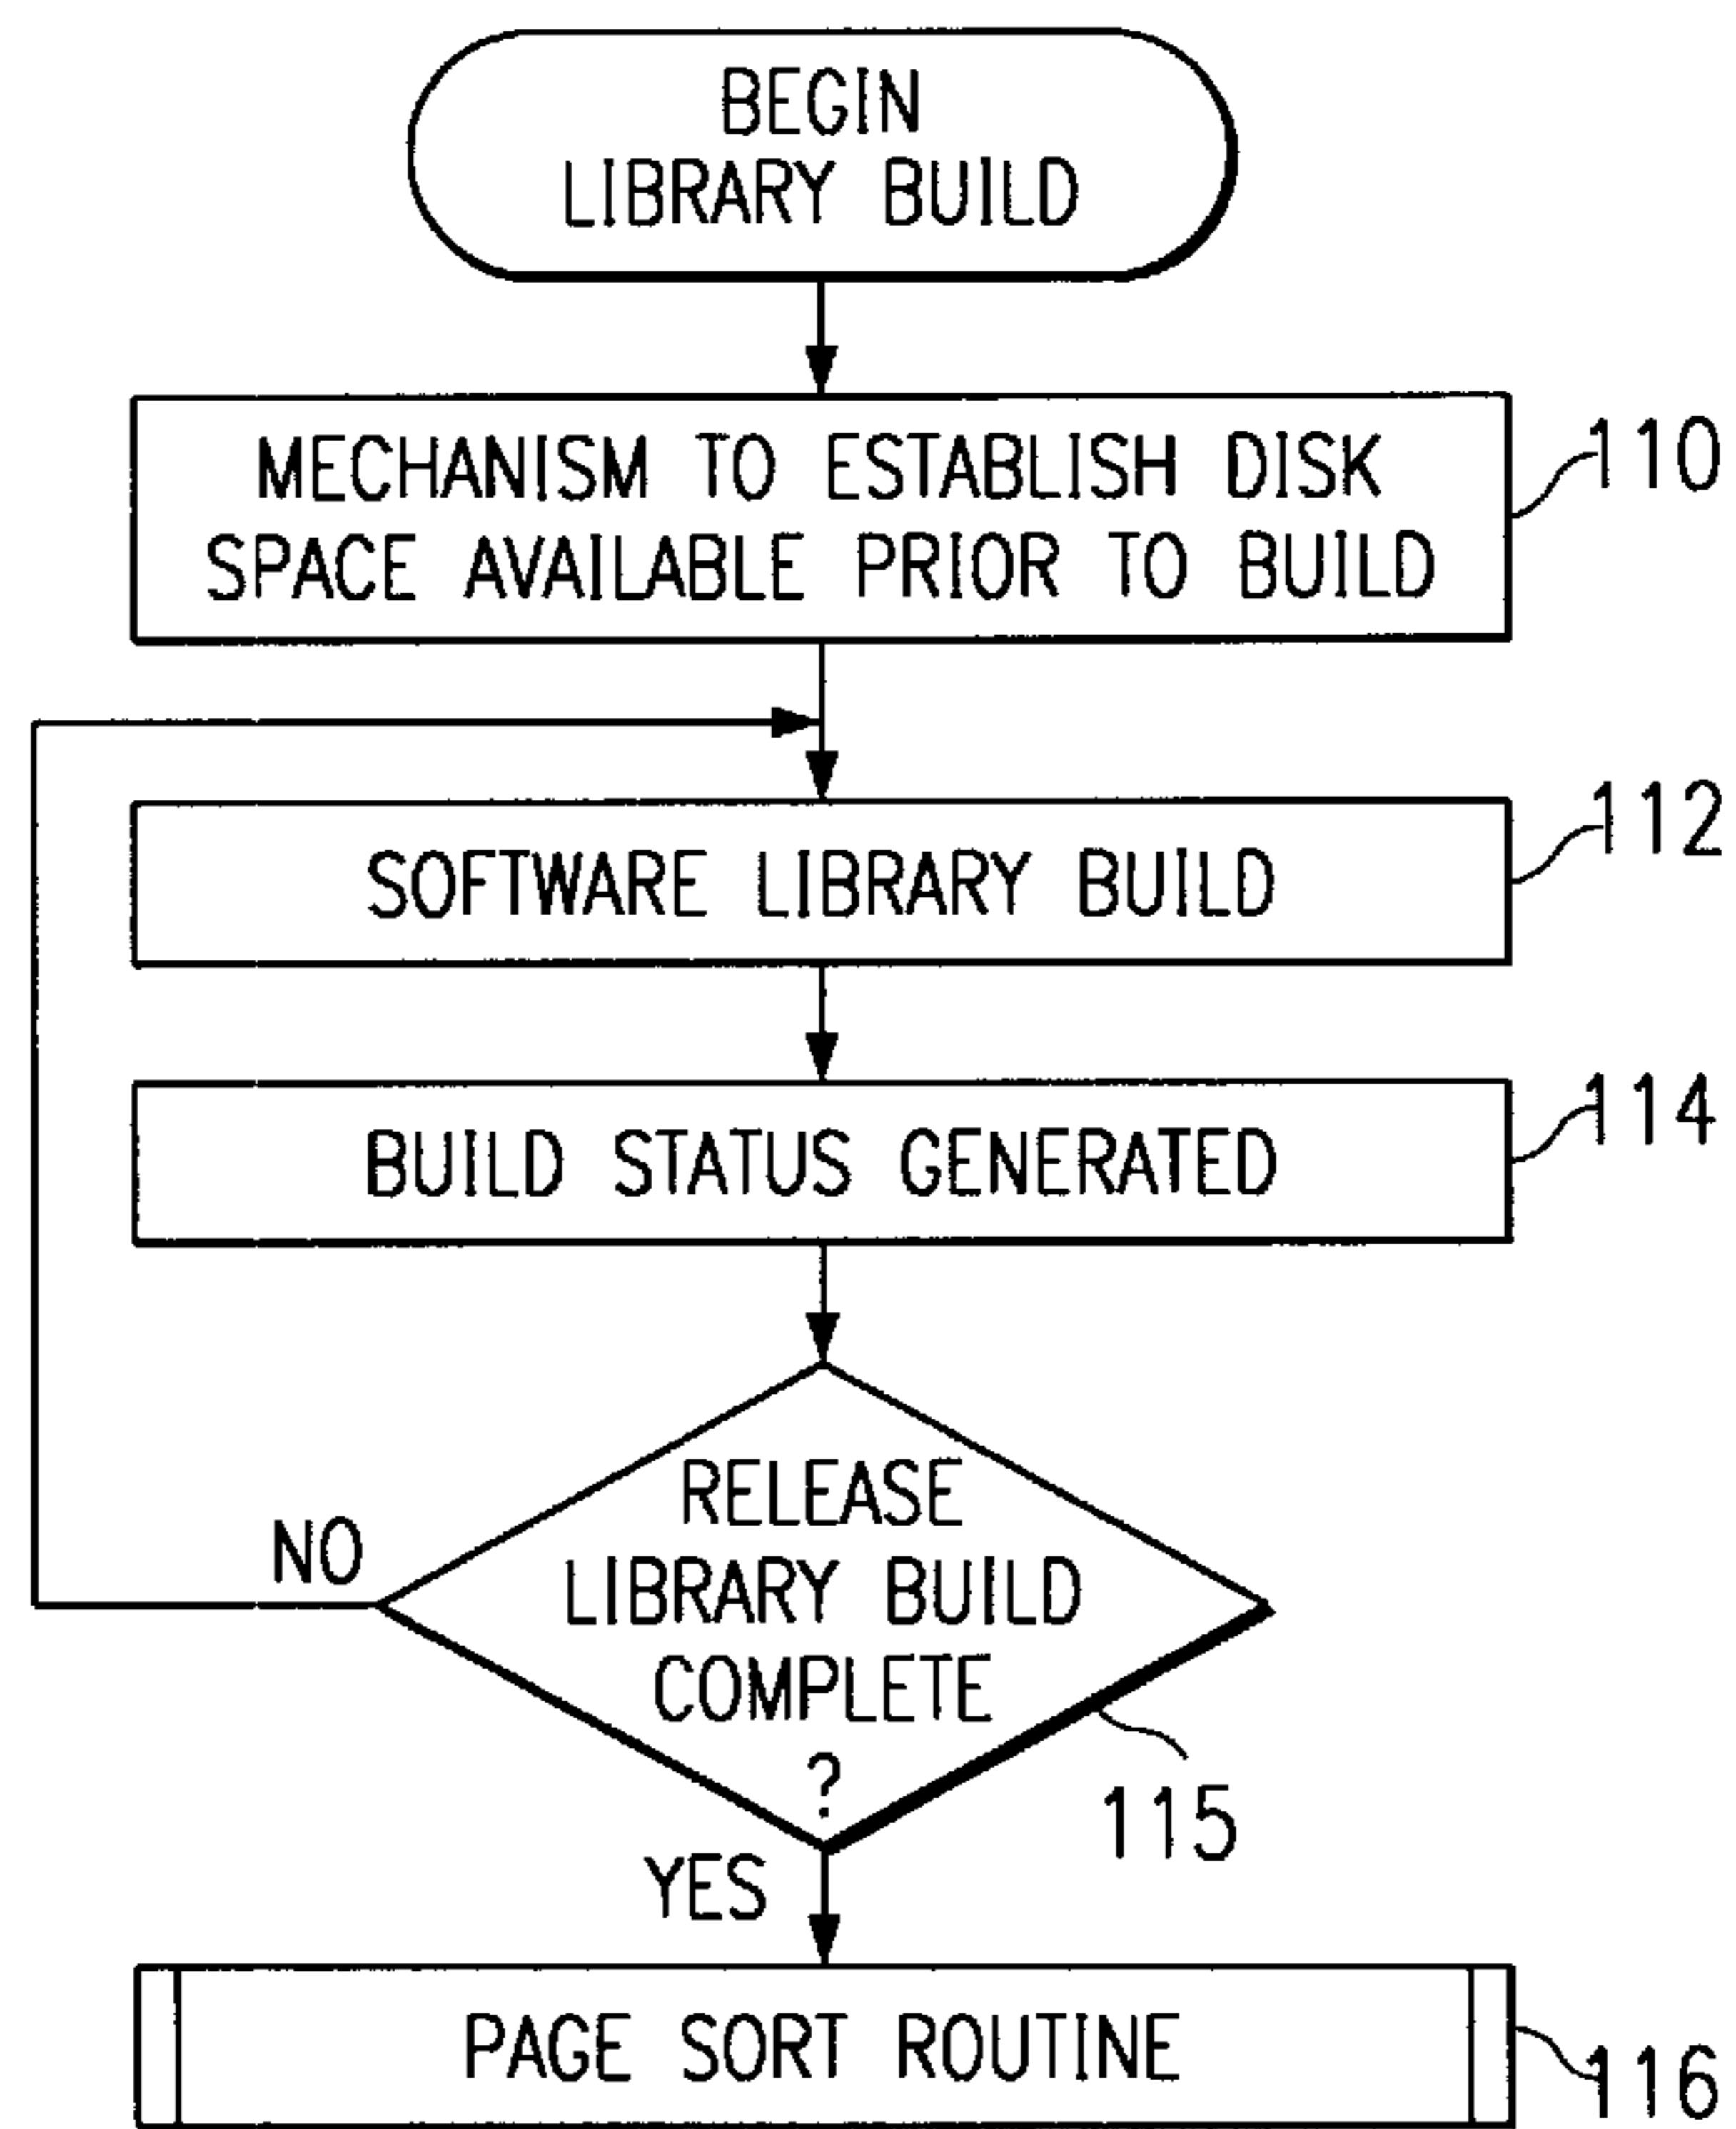 BEGIN
LIBRARY BUILD
MECHANISM TO ESTABLISH DISK
SPACE AVAILABLE PRIOR TO BUILD
110
SOFTWARE LIBRARY BUILD
112
BUILD STATUS GENERATED
114
RELEASE
LIBRARY BUILD
COMPLETE
?
NO
115
YES
PAGE SORT ROUTINE
116